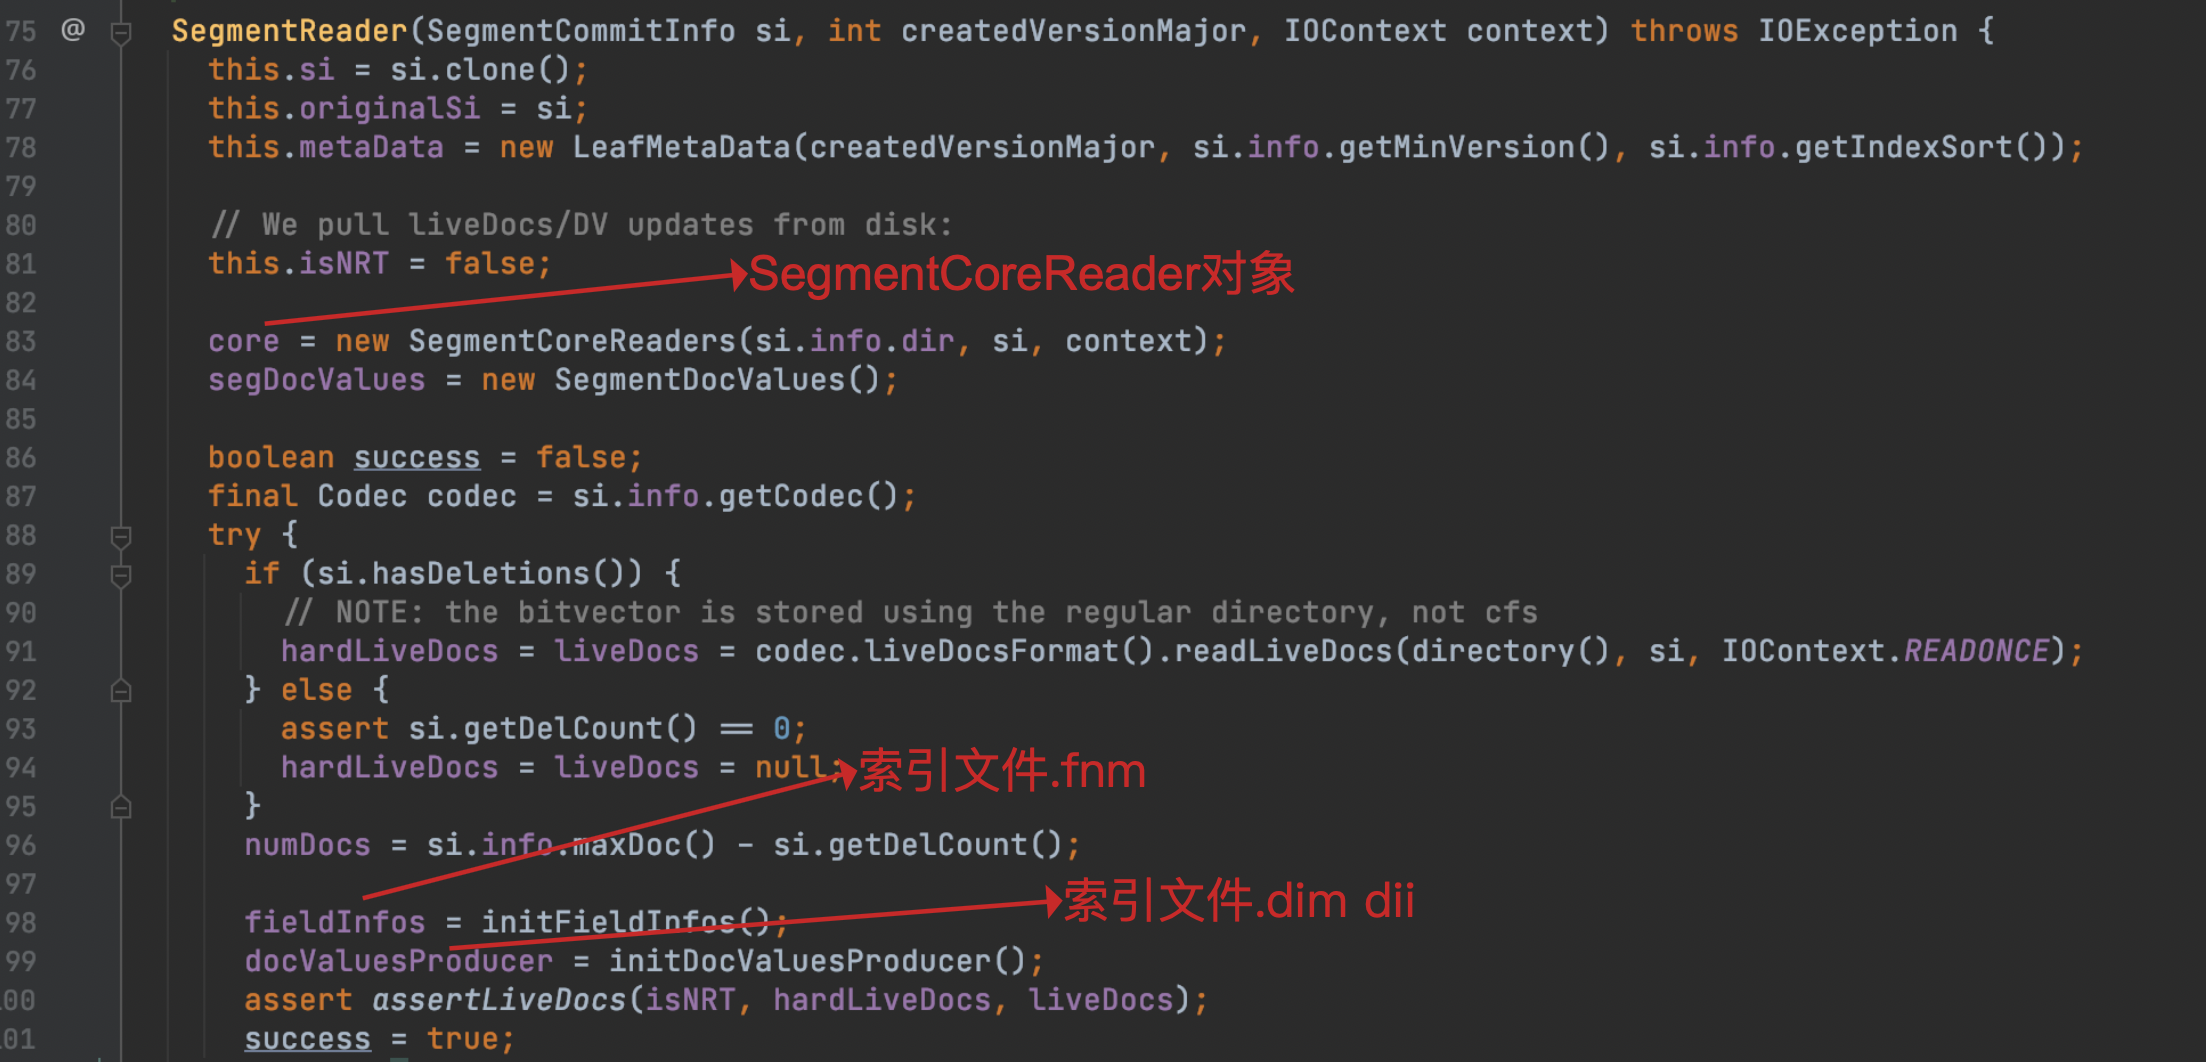 75 @ SegmentReader(SegmentCommitInfo si, int createdVersionMajor, IOContext context) throws IOException {
76 this.si = si.clone();
77 this.originalSi = si;
78 this.metaData = new LeafMetaData(createdVersionMajor, si.info.getMinVersion(), si.info.getIndexSort());
79
80 // We pull liveDocs/DV updates from disk:
81 this.isNRT = false;
SegmentCoreReader对象
82
83 core = new SegmentCoreReaders(si.info.dir, si, context);
84 segDocValues = new SegmentDocValues();
85
86 boolean success = false;
87 final Codec codec = si.info.getCodec();
88 try {
89 if (si.hasDeletions()) {
90 // NOTE: the bitvector is stored using the regular directory, not cfs
91 hardLiveDocs = liveDocs = codec.liveDocsFormat().readLiveDocs(directory(), si, IOContext.READONCE);
92 } else {
93 assert si.getDelCount() == 0;
94 hardLiveDocs = liveDocs = null;
索引文件.fnm
95 }
96 numDocs = si.info.maxDoc() - si.getDelCount();
97
索引文件.dim dii
98 fieldInfos = initFieldInfos();
99 docValuesProducer = initDocValuesProducer();
00 assert assertLiveDocs(isNRT, hardLiveDocs, liveDocs);
01 success = true;